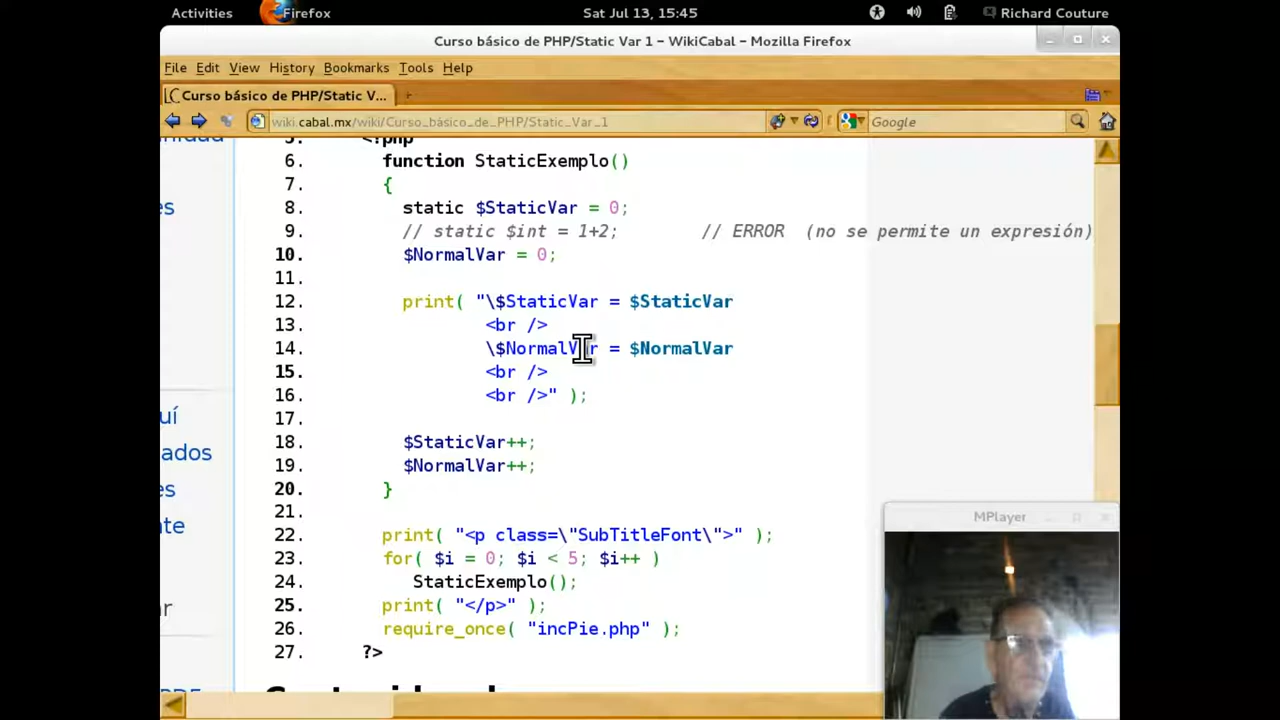 Activities Firefox Sat Jul 13, 15:45 Richard Couture
Curso básico de PHP/Static Var 1 – WikiCabal – Mozilla Firefox
File Edit View History Bookmarks Tools Help
Curso básico de PHP/Static V...
wiki.cabal.mx/wiki/Curso_básico_de_PHP/Static_Var_1 Google
5. <?php
6. function StaticExemplo()
7. {
es
8. static $StaticVar = 0;
9. // static $int = 1+2; // ERROR (no se permite un expresión)
10. $NormalVar = 0;
11.
12. print( "\$StaticVar = $StaticVar
13. <br />
14. \$NormalVar = $NormalVar
15. <br />
16. <br />" );
uí
17.
18. $StaticVar++;
ados
19. $NormalVar++;
es
20. }
21.
nte
22. print( "<p class=\"SubTitleFont\">" );
23. for( $i = 0; $i < 5; $i++ )
24. StaticExemplo();
ar
25. print( "</p>" );
26. require_once( "incPie.php" );
27. ?>
MPlayer